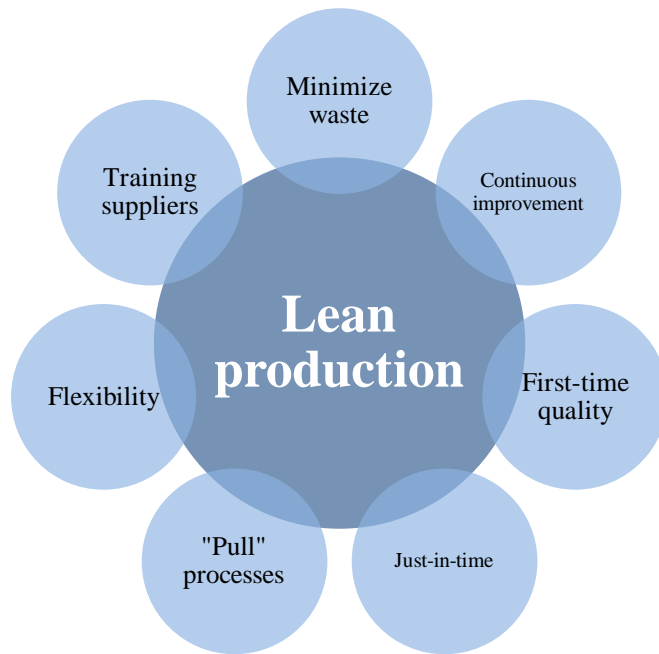 Minimize
waste
Continuous
improvement
First-time
quality
Just-in-time
"Pull"
processes
Flexibility
Training
suppliers
Lean
production